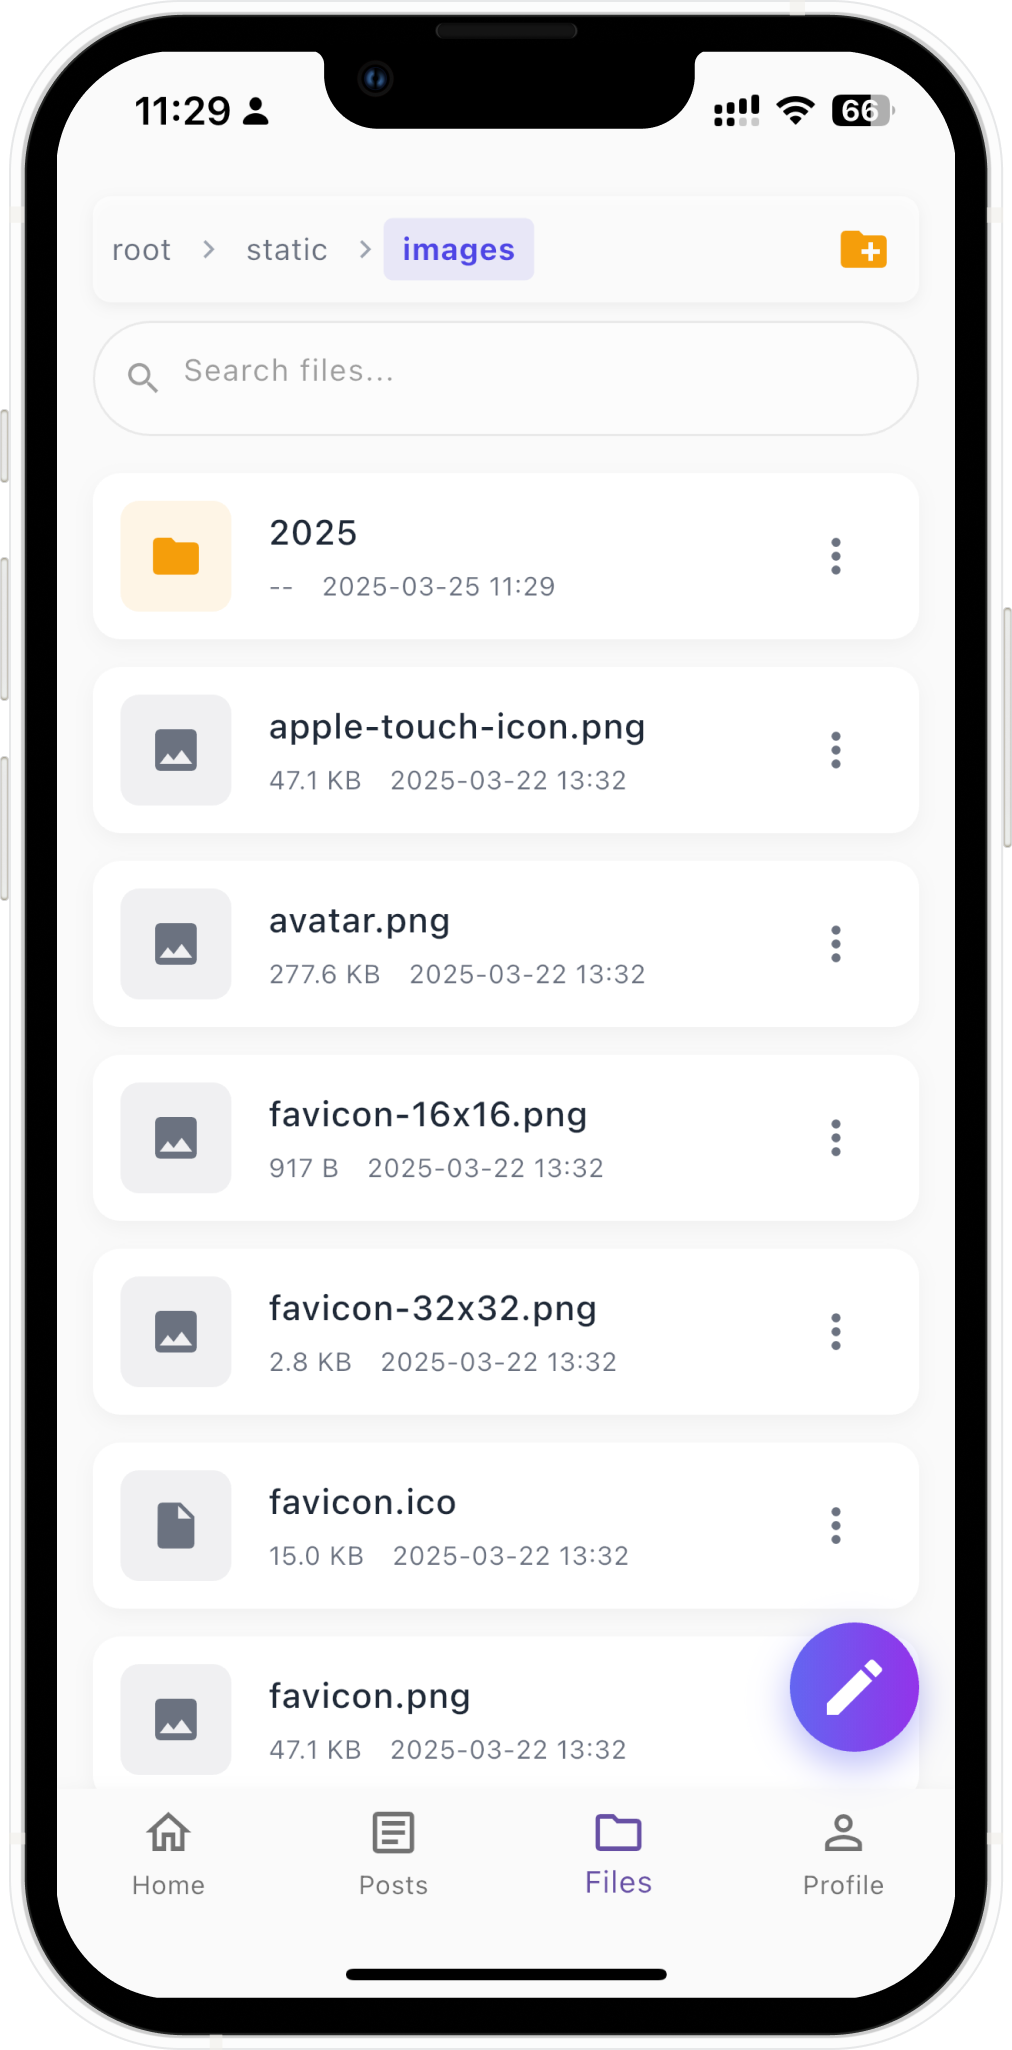 11:29
66
root > static > images
Search files...
2025
-- 2025-03-25 11:29
apple-touch-icon.png
47.1 KB 2025-03-22 13:32
avatar.png
277.6 KB 2025-03-22 13:32
favicon-16x16.png
917 B 2025-03-22 13:32
favicon-32x32.png
2.8 KB 2025-03-22 13:32
favicon.ico
15.0 KB 2025-03-22 13:32
favicon.png
47.1 KB 2025-03-22 13:32
Home Posts Files Profile